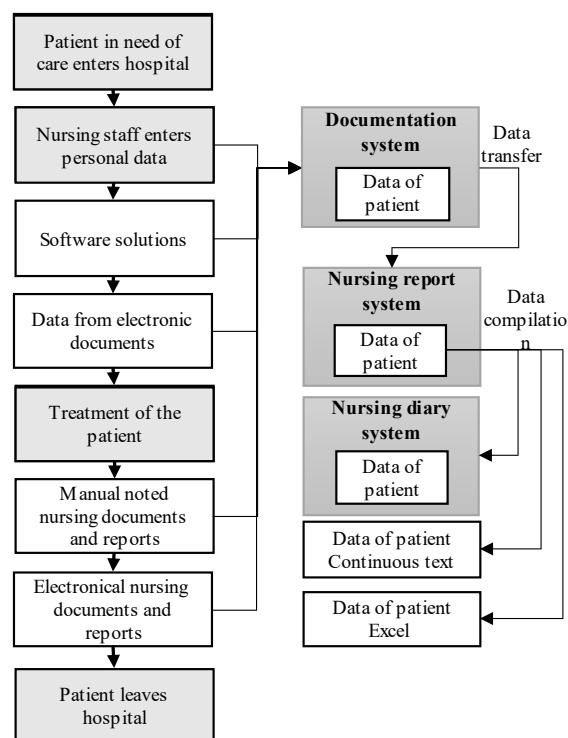 Patient in need of
care enters hospital
Nursing staff enters
personal data
Software solutions
Data from electronic
documents
Treatment of the
patient
Manual noted
nursing documents
and reports
Electronical nursing
documents and
reports
Patient leaves
hospital
Documentation
system
Data of
patient
Data
transfer
Nursing report
system
Data of
patient
Data
compilatio
n
Nursing diary
system
Data of
patient
Data of patient
Continuous text
Data of patient
Excel